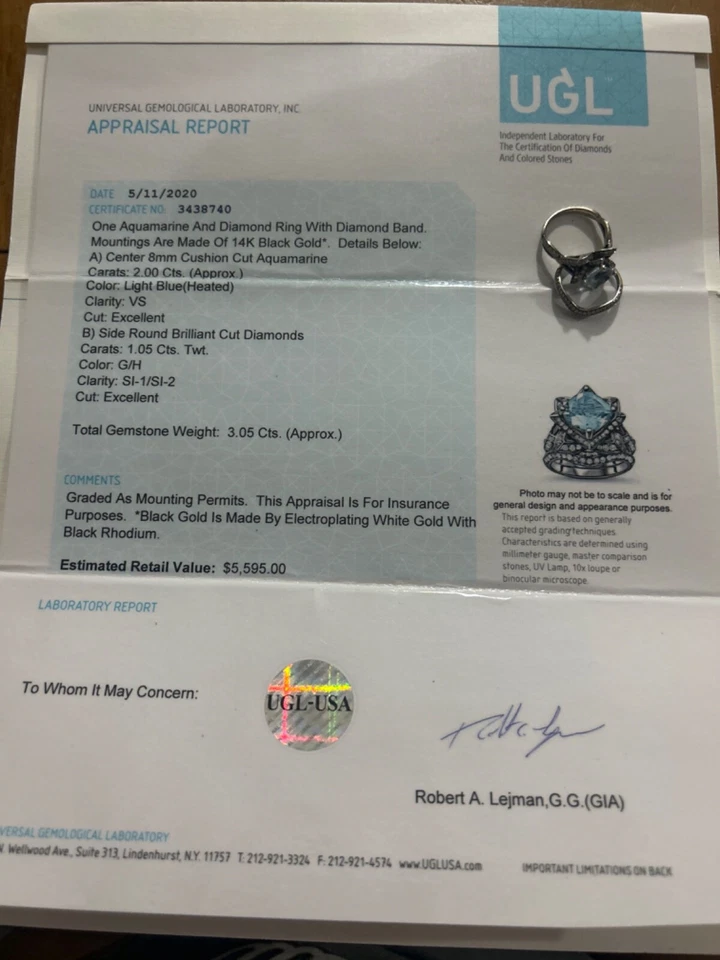 UNIVERSAL GEMOLOGICAL LABORATORY, INC.
APPRAISAL REPORT
UGL
Independent Laboratory For
The Certification Of Diamonds
And Colored Stones
DATE 5/11/2020
CERTIFICATE NO: 3438740
One Aquamarine And Diamond Ring With Diamond Band.
Mountings Are Made Of 14K Black Gold*. Details Below:
A) Center 8mm Cushion Cut Aquamarine
Carats: 2.00 Cts. (Approx.)
Color: Light Blue(Heated)
Clarity: VS
Cut: Excellent
B) Side Round Brilliant Cut Diamonds
Carats: 1.05 Cts. Twt.
Color: G/H
Clarity: SI-1/SI-2
Cut: Excellent
Total Gemstone Weight: 3.05 Cts. (Approx.)
COMMENTS
Graded As Mounting Permits. This Appraisal Is For Insurance
Purposes. *Black Gold Is Made By Electroplating White Gold With
Black Rhodium.
Estimated Retail Value: $5,595.00
Photo may not be to scale and is for
general design and appearance purposes.
This report is based on generally
accepted grading techniques.
Characteristics are determined using
millimeter gauge, master comparison
stones, UV Lamp, 10x loupe or
binocular microscope.
LABORATORY REPORT
To Whom It May Concern:
UGL-USA
Robert A. Lejman,G.G.(GIA)
VERSAL GEMOLOGICAL LABORATORY
Wellwood Ave., Suite 313, Lindenhurst, N.Y. 11757 T: 212-921-3324 F: 212-921-4574 www.UGLUSA.com
IMPORTANT LIMITATIONS ON BACK